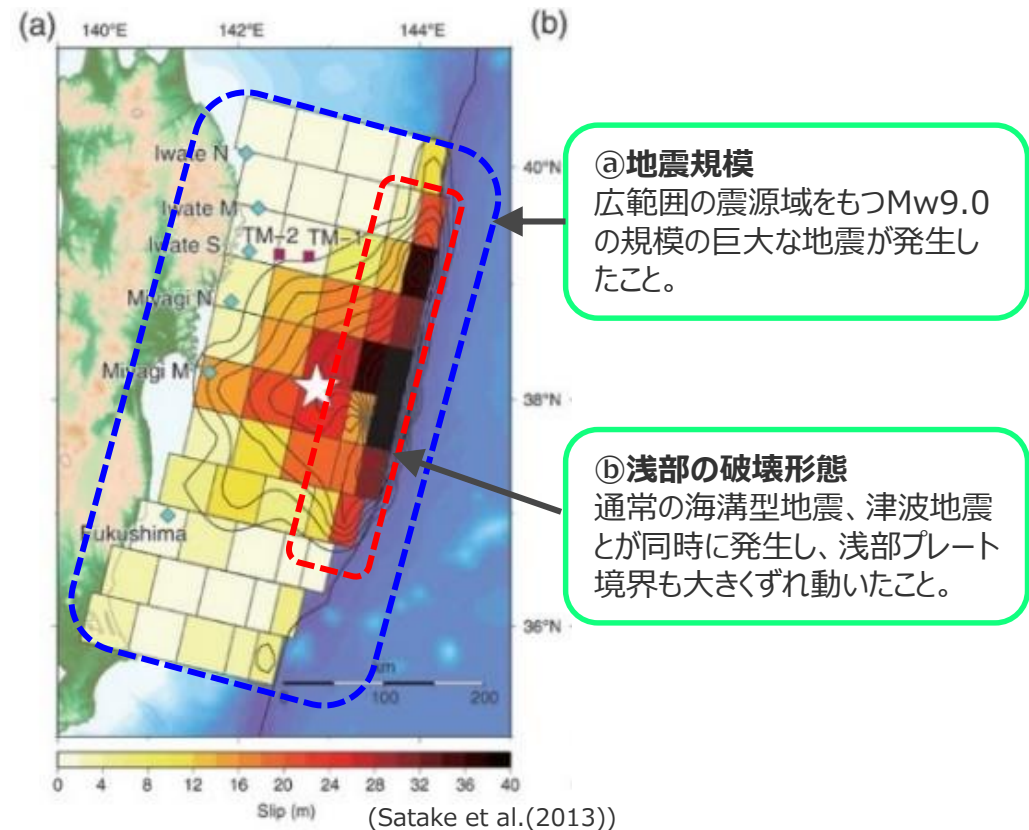 (a)
140°E
142°E
144°E
(b)
Iwate N
Iwate M
TM-2 TM-1
Iwate S
Miyagi N
Miyagi M
Fukushima
40°N
38°N
36°N
km
0 100 200
0 4 8 12 16 20 24 28 32 36 40
Slip (m)
(Satake et al.(2013))
ⓐ地震規模
広範囲の震源域をもつMw9.0
の規模の巨大な地震が発生し
たこと。
ⓑ浅部の破壊形態
通常の海溝型地震、津波地震
とが同時に発生し、浅部プレート
境界も大きくずれ動いたこと。